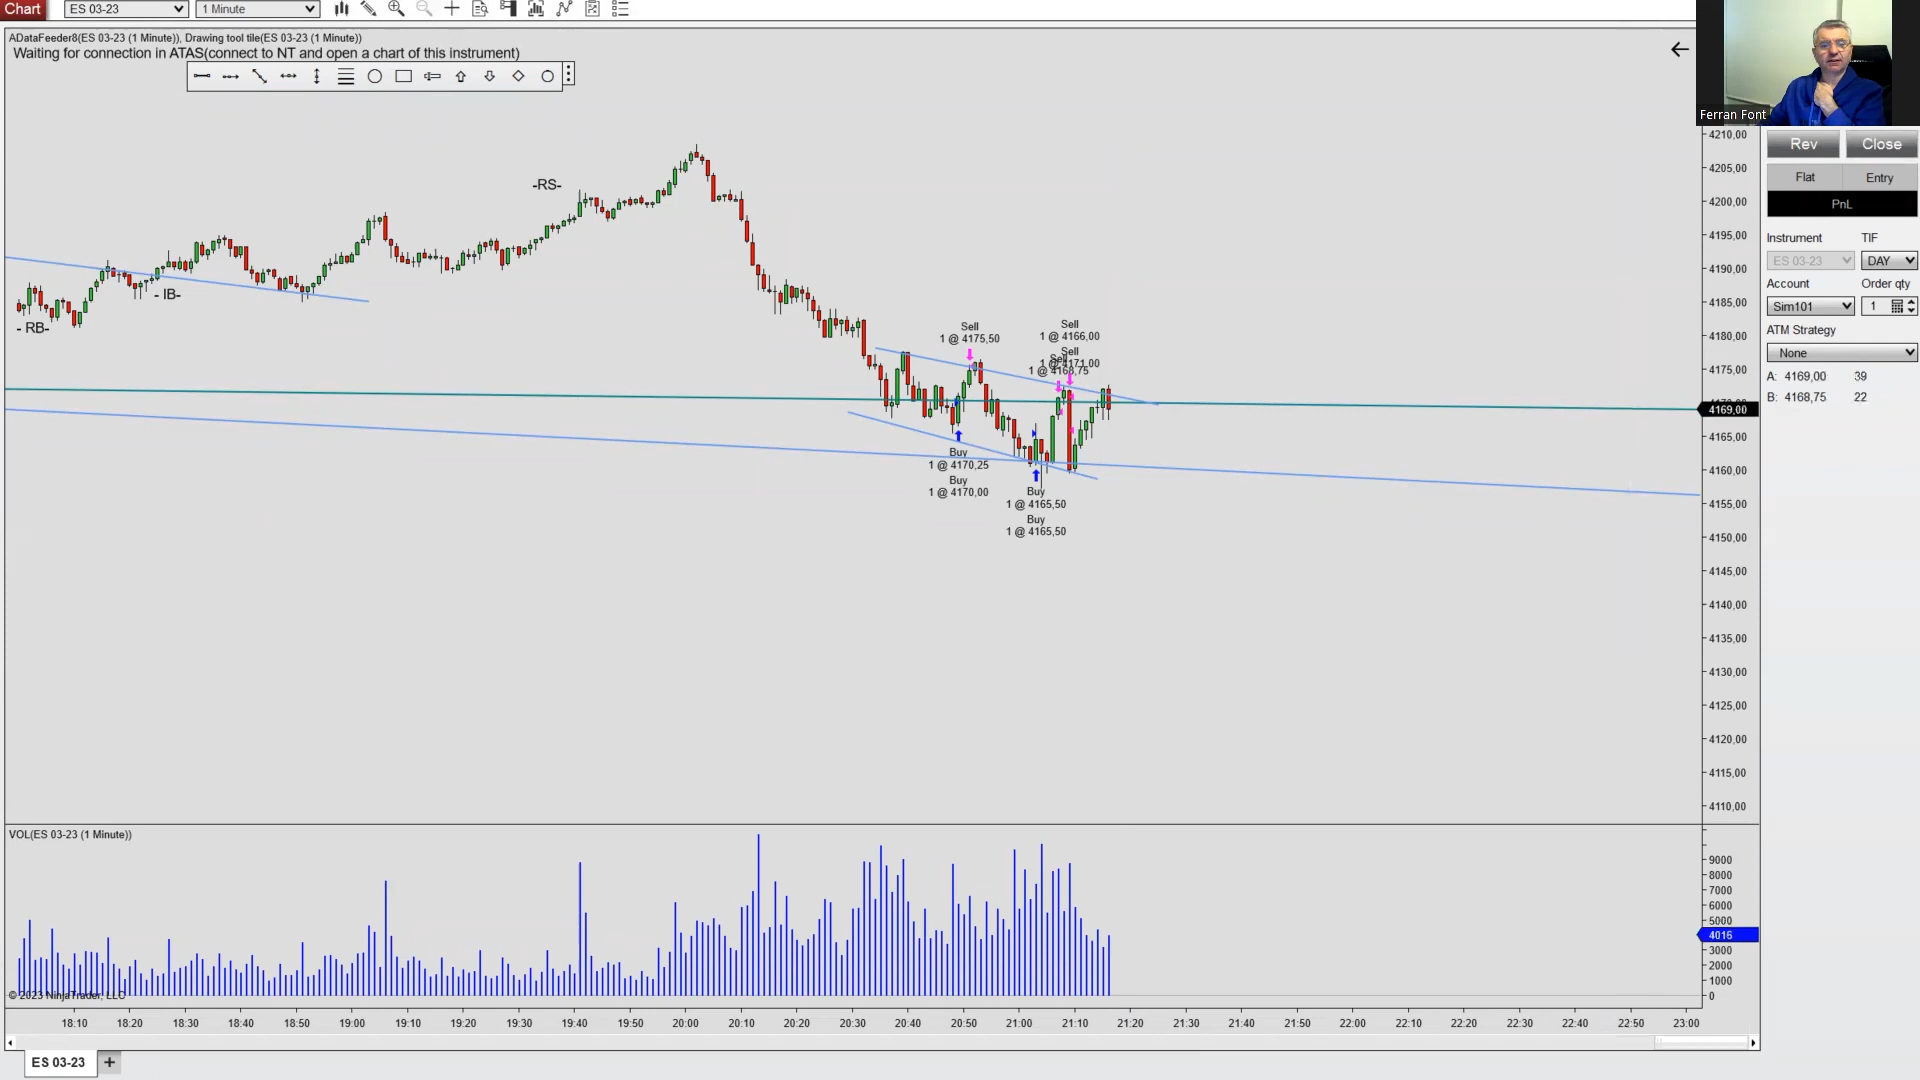 Chart
ES 03-23
1 Minute
ADataFeeder8(ES 03-23 (1 Minute)), Drawing tool tile(ES 03-23 (1 Minute))
Waiting for connection in ATAS(connect to NT and open a chart of this instrument)
Ferran Font
-RS-
- IB-
- RB-
Sell
1 @ 4175,50
Sell
1 @ 4166,00
Sell
1 @ 4171,00
Sell
1 @ 4168,75
Buy
1 @ 4170,25
Buy
1 @ 4170,00
Buy
1 @ 4165,50
Buy
1 @ 4165,50
4210,00
4205,00
4200,00
4195,00
4190,00
4185,00
4180,00
4175,00
4169,00
4165,00
4160,00
4155,00
4150,00
4145,00
4140,00
4135,00
4130,00
4125,00
4120,00
4115,00
4110,00
Rev
Close
Flat
Entry
PnL
Instrument
TIF
ES 03-23
DAY
Account
Order qty
Sim101
1
ATM Strategy
None
A: 4169,00 39
B: 4168,75 22
VOL(ES 03-23 (1 Minute))
9000
8000
7000
6000
5000
4016
3000
2000
1000
0
© 2023 NinjaTrader, LLC
18:10 18:20 18:30 18:40 18:50 19:00 19:10 19:20 19:30 19:40 19:50 20:00 20:10 20:20 20:30 20:40 20:50 21:00 21:10 21:20 21:30 21:40 21:50 22:00 22:10 22:20 22:30 22:40 22:50 23:00
ES 03-23
+